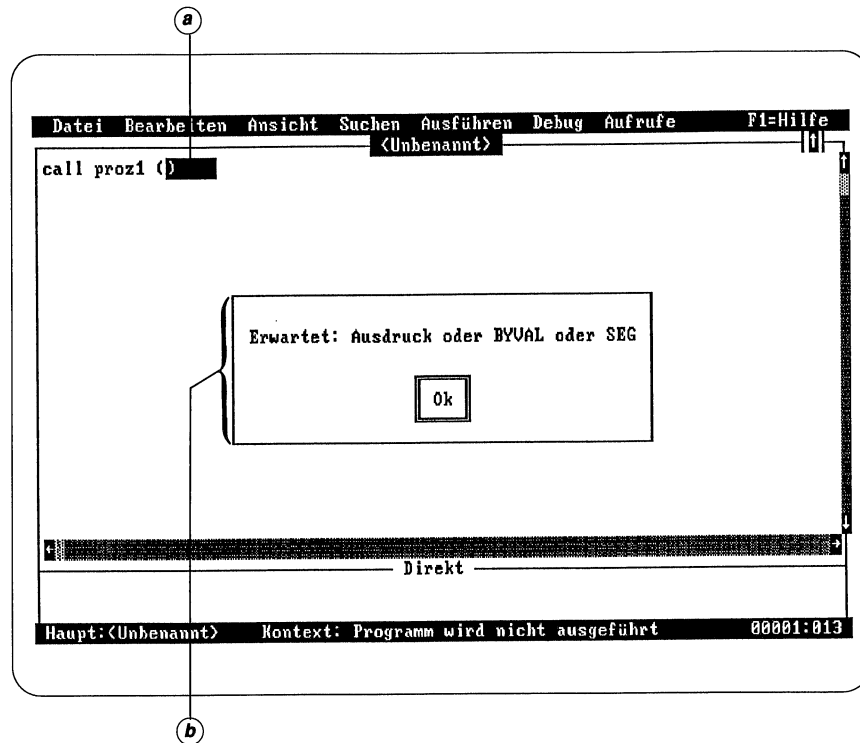 a
Datei Bearbeiten Ansicht Suchen Ausführen Debug Aufrufe F1=Hilfe
<Unbenannt>
call proz1 ()
Erwartet: Ausdruck oder BYVAL oder SEG
Ok
Direkt
Haupt:<Unbenannt> Kontext: Programm wird nicht ausgeführt 00001:013
b